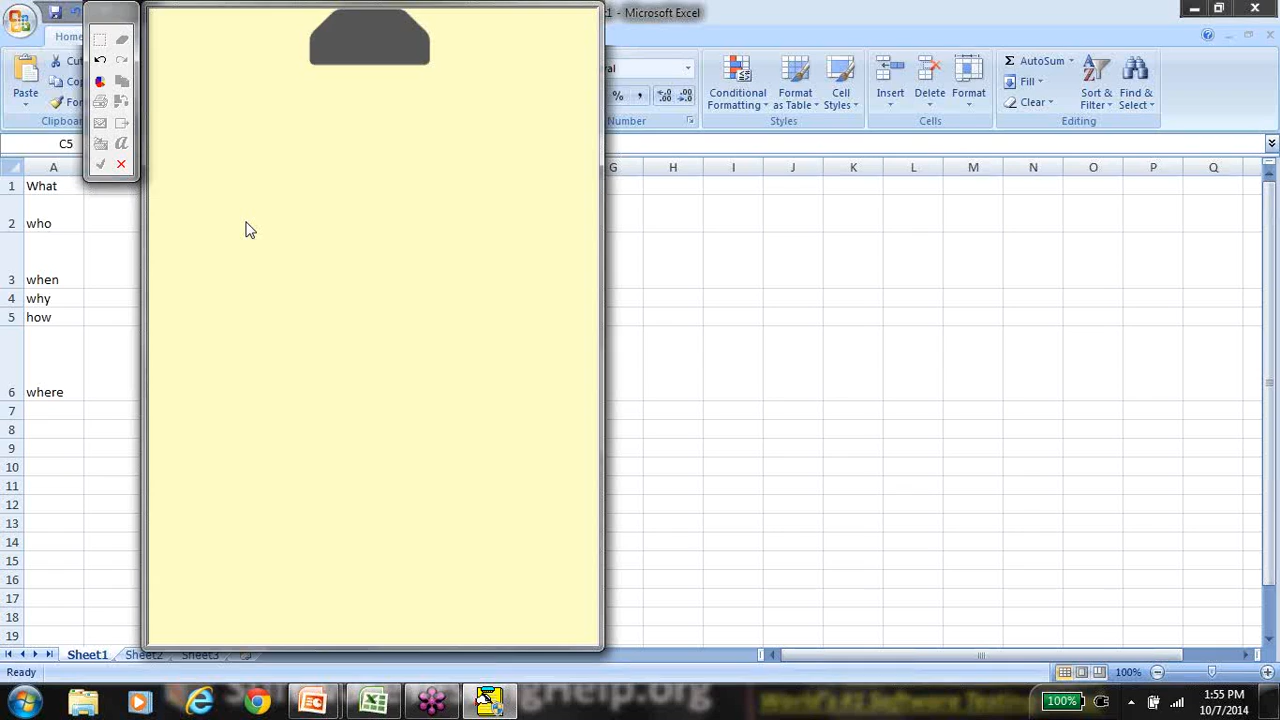 1 - Microsoft Excel
Home
Cut
Paste
Clipboard
%
,
Number
Conditional Formatting
Format as Table
Cell Styles
Styles
Insert
Delete
Format
Cells
AutoSum
Fill
Clear
Sort & Filter
Find & Select
Editing
C5
A G H I J K L M N O P Q
1 What
2 who
3 when
4 why
5 how
6 where
7
8
9
10
11
12
13
14
15
16
17
18
19
Sheet1 Sheet2 Sheet3
Ready
100%
100%
1:55 PM
10/7/2014